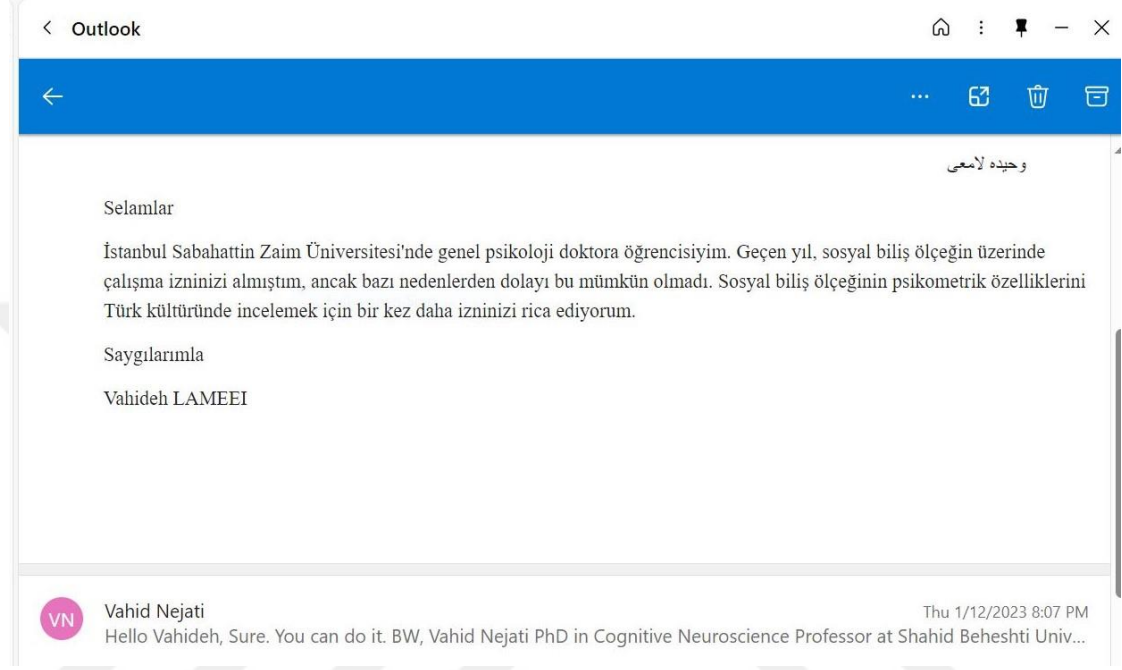 Outlook
وحیده لامعی
Selamlar
İstanbul Sabahattin Zaim Üniversitesi'nde genel psikoloji doktora öğrencisiyim. Geçen yıl, sosyal biliş ölçeğin üzerinde
çalışma izninizi almıştım, ancak bazı nedenlerden dolayı bu mümkün olmadı. Sosyal biliş ölçeğinin psikometrik özelliklerini
Türk kültüründe incelemek için bir kez daha izninizi rica ediyorum.
Saygılarımla
Vahideh LAMEEI
VN
Vahid Nejati
Thu 1/12/2023 8:07 PM
Hello Vahideh, Sure. You can do it. BW, Vahid Nejati PhD in Cognitive Neuroscience Professor at Shahid Beheshti Univ...